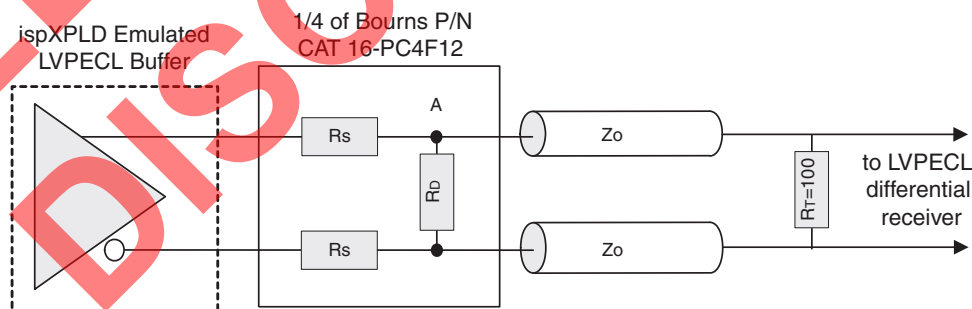 ispXPLD Emulated
LVPECL Buffer
1/4 of Bourns P/N
CAT 16-PC4F12
A
Rs
Zo
RD
RT=100
to LVPECL
differential
receiver
Rs
Zo